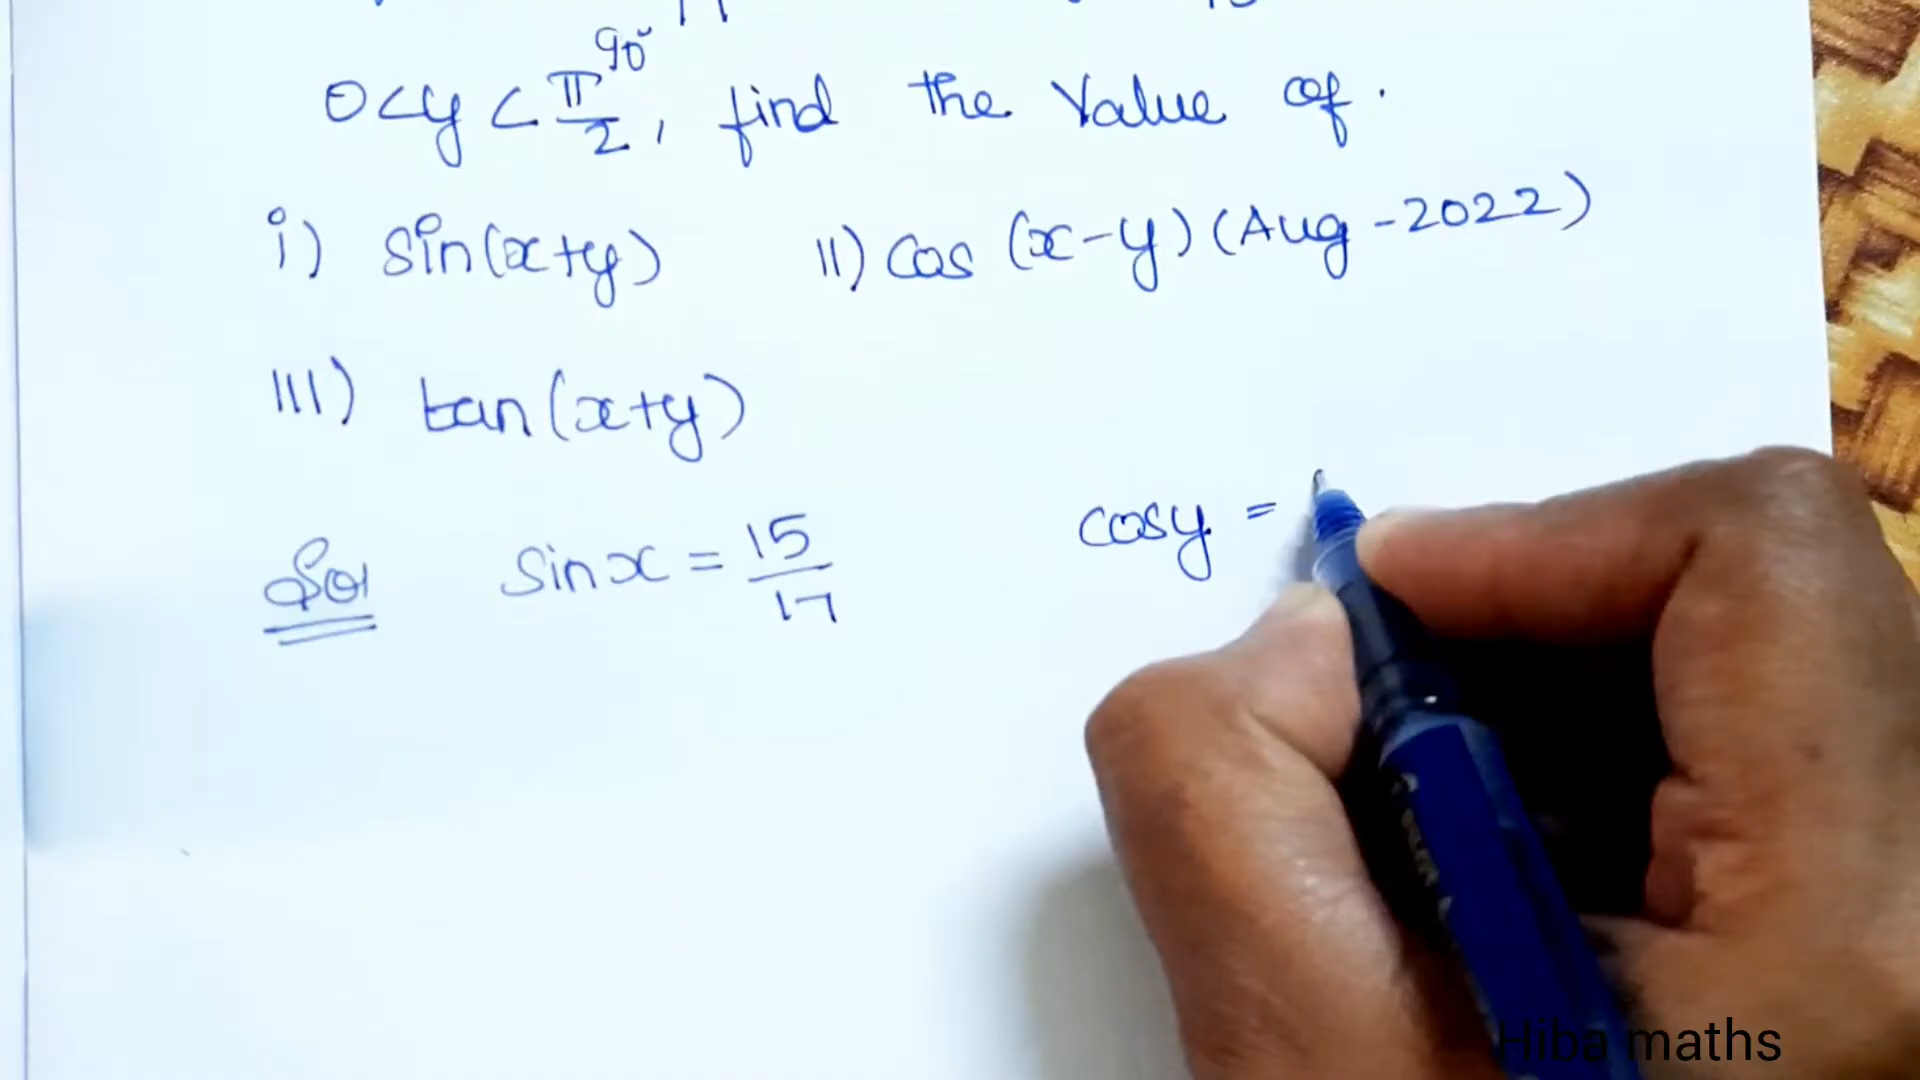 0<y<π/2 90°, find the Value of.
i) Sin(x+y) II) Cos (x-y) (Aug-2022)
III) tan(x+y)
Sol Sin x = 15/17 Cosy =
Hiba maths